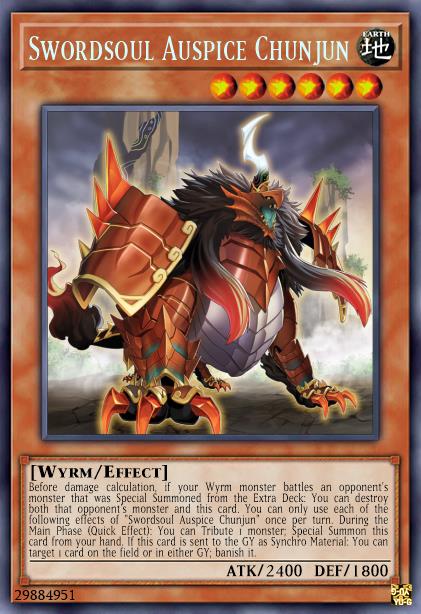 Swordsoul Auspice Chunjun
EARTH
地
[Wyrm/Effect]
Before damage calculation, if your Wyrm monster battles an opponent's
monster that was Special Summoned from the Extra Deck: You can destroy
both that opponent's monster and this card. You can only use each of the
following effects of "Swordsoul Auspice Chunjun" once per turn. During the
Main Phase (Quick Effect): You can Tribute 1 monster; Special Summon this
card from your hand. If this card is sent to the GY as Synchro Material: You can
target 1 card on the field or in either GY; banish it.
ATK/2400 DEF/1800
29884951